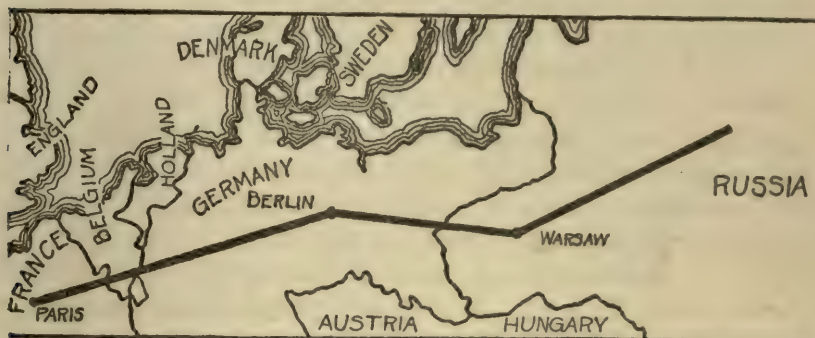 DENMARK
SWEDEN
ENGLAND
HOLLAND
BELGIUM
GERMANY
BERLIN
RUSSIA
WARSAW
FRANCE
PARIS
AUSTRIA
HUNGARY